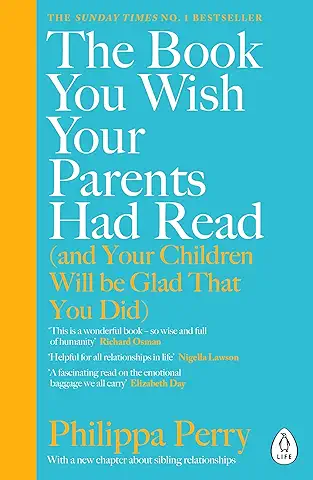 THE SUNDAY TIMES NO. 1 BESTSELLER
The Book
You Wish
Your
Parents
Had Read
(and Your Children
Will be Glad That
You Did)
‘This is a wonderful book – so wise and full
of humanity’ Richard Osman
‘Helpful for all relationships in life’ Nigella Lawson
‘A fascinating read on the emotional
baggage we all carry’ Elizabeth Day
Philippa Perry
With a new chapter about sibling relationships
LIFE